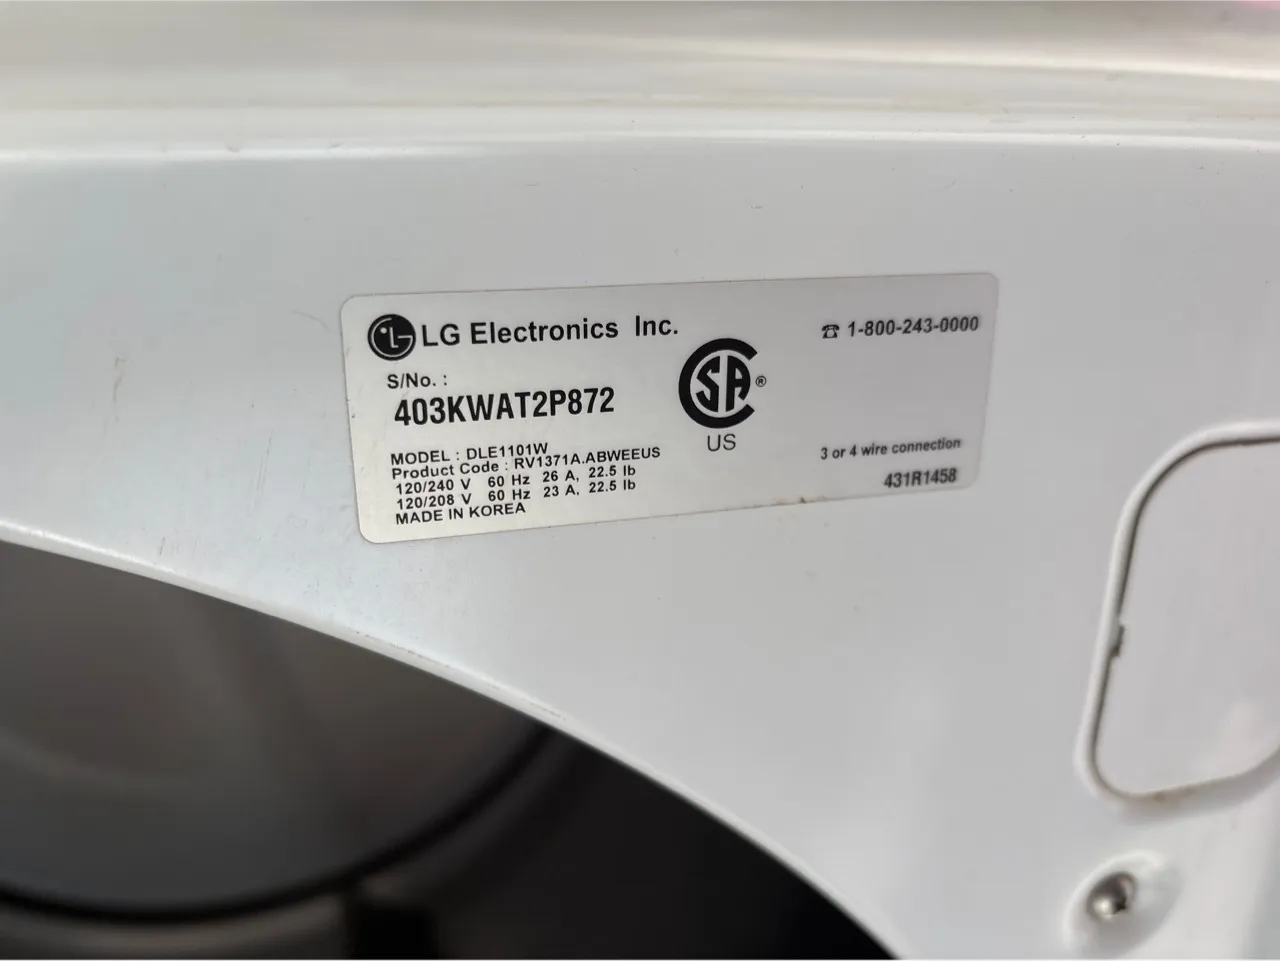 LG LG Electronics Inc.
☎ 1-800-243-0000
S/No. :
403KWAT2P872
SA ®
US
MODEL : DLE1101W
Product Code : RV1371A.ABWEEUS
120/240 V 60 Hz 26 A, 22.5 lb
120/208 V 60 Hz 23 A, 22.5 lb
MADE IN KOREA
3 or 4 wire connection
431R1458